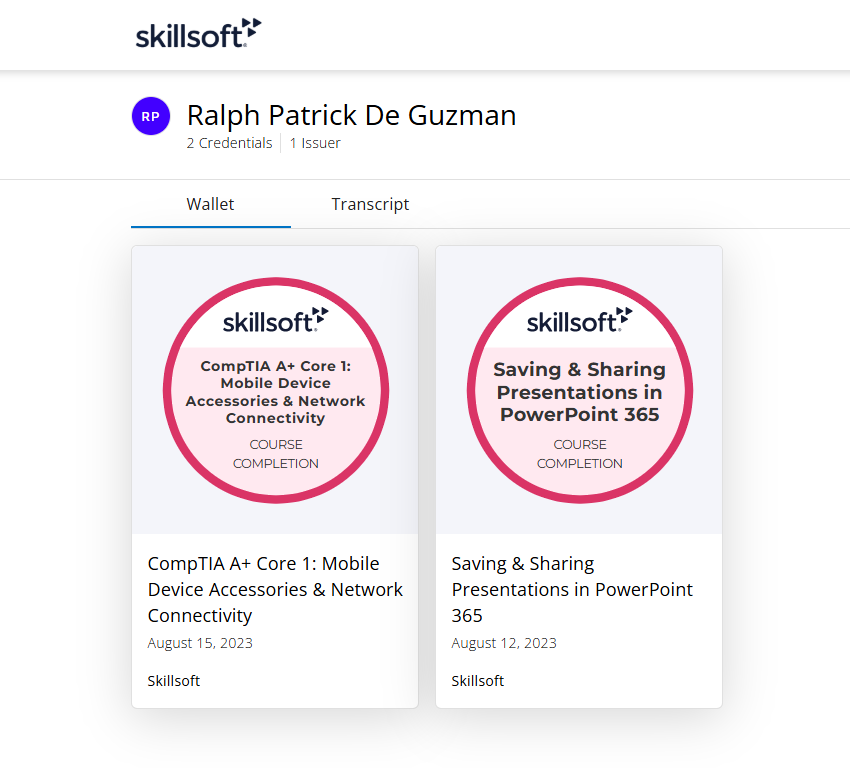 skillsoft
RP
Ralph Patrick De Guzman
2 Credentials
1 Issuer
Wallet
Transcript
skillsoft
CompTIA A+ Core 1:
Mobile Device
Accessories & Network
Connectivity
COURSE
COMPLETION
CompTIA A+ Core 1: Mobile
Device Accessories & Network
Connectivity
August 15, 2023
Skillsoft
skillsoft
Saving & Sharing
Presentations in
PowerPoint 365
COURSE
COMPLETION
Saving & Sharing
Presentations in PowerPoint
365
August 12, 2023
Skillsoft